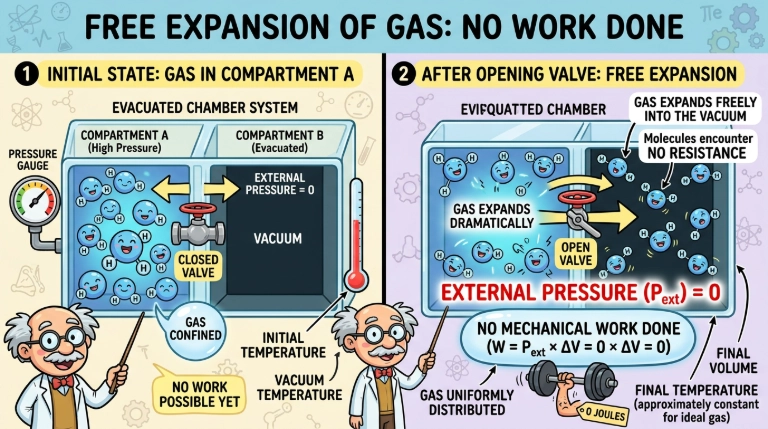 FREE EXPANSION OF GAS: NO WORK DONE
1 INITIAL STATE: GAS IN COMPARTMENT A
EVACUATED CHAMBER SYSTEM
COMPARTMENT A
(High Pressure)
COMPARTMENT B
(Evacuated)
PRESSURE
GAUGE
EXTERNAL
PRESSURE = 0
VACUUM
CLOSED
VALVE
GAS
CONFINED
INITIAL
TEMPERATURE
VACUUM
TEMPERATURE
NO WORK
POSSIBLE YET
2 AFTER OPENING VALVE: FREE EXPANSION
EVIFQUATTED CHAMBER
GAS EXPANDS FREELY
INTO THE VACUUM
Molecules encounter
NO RESISTANCE
GAS EXPANDS
DRAMATICALLY
OPEN
VALVE
EXTERNAL PRESSURE (Pext) = 0
NO MECHANICAL WORK DONE
(W = Pext × ΔV = 0 × ΔV = 0)
GAS UNIFORMLY
DISTRIBUTED
0 JOULES
FINAL
VOLUME
FINAL TEMPERATURE
(approximately constant
for ideal gas)